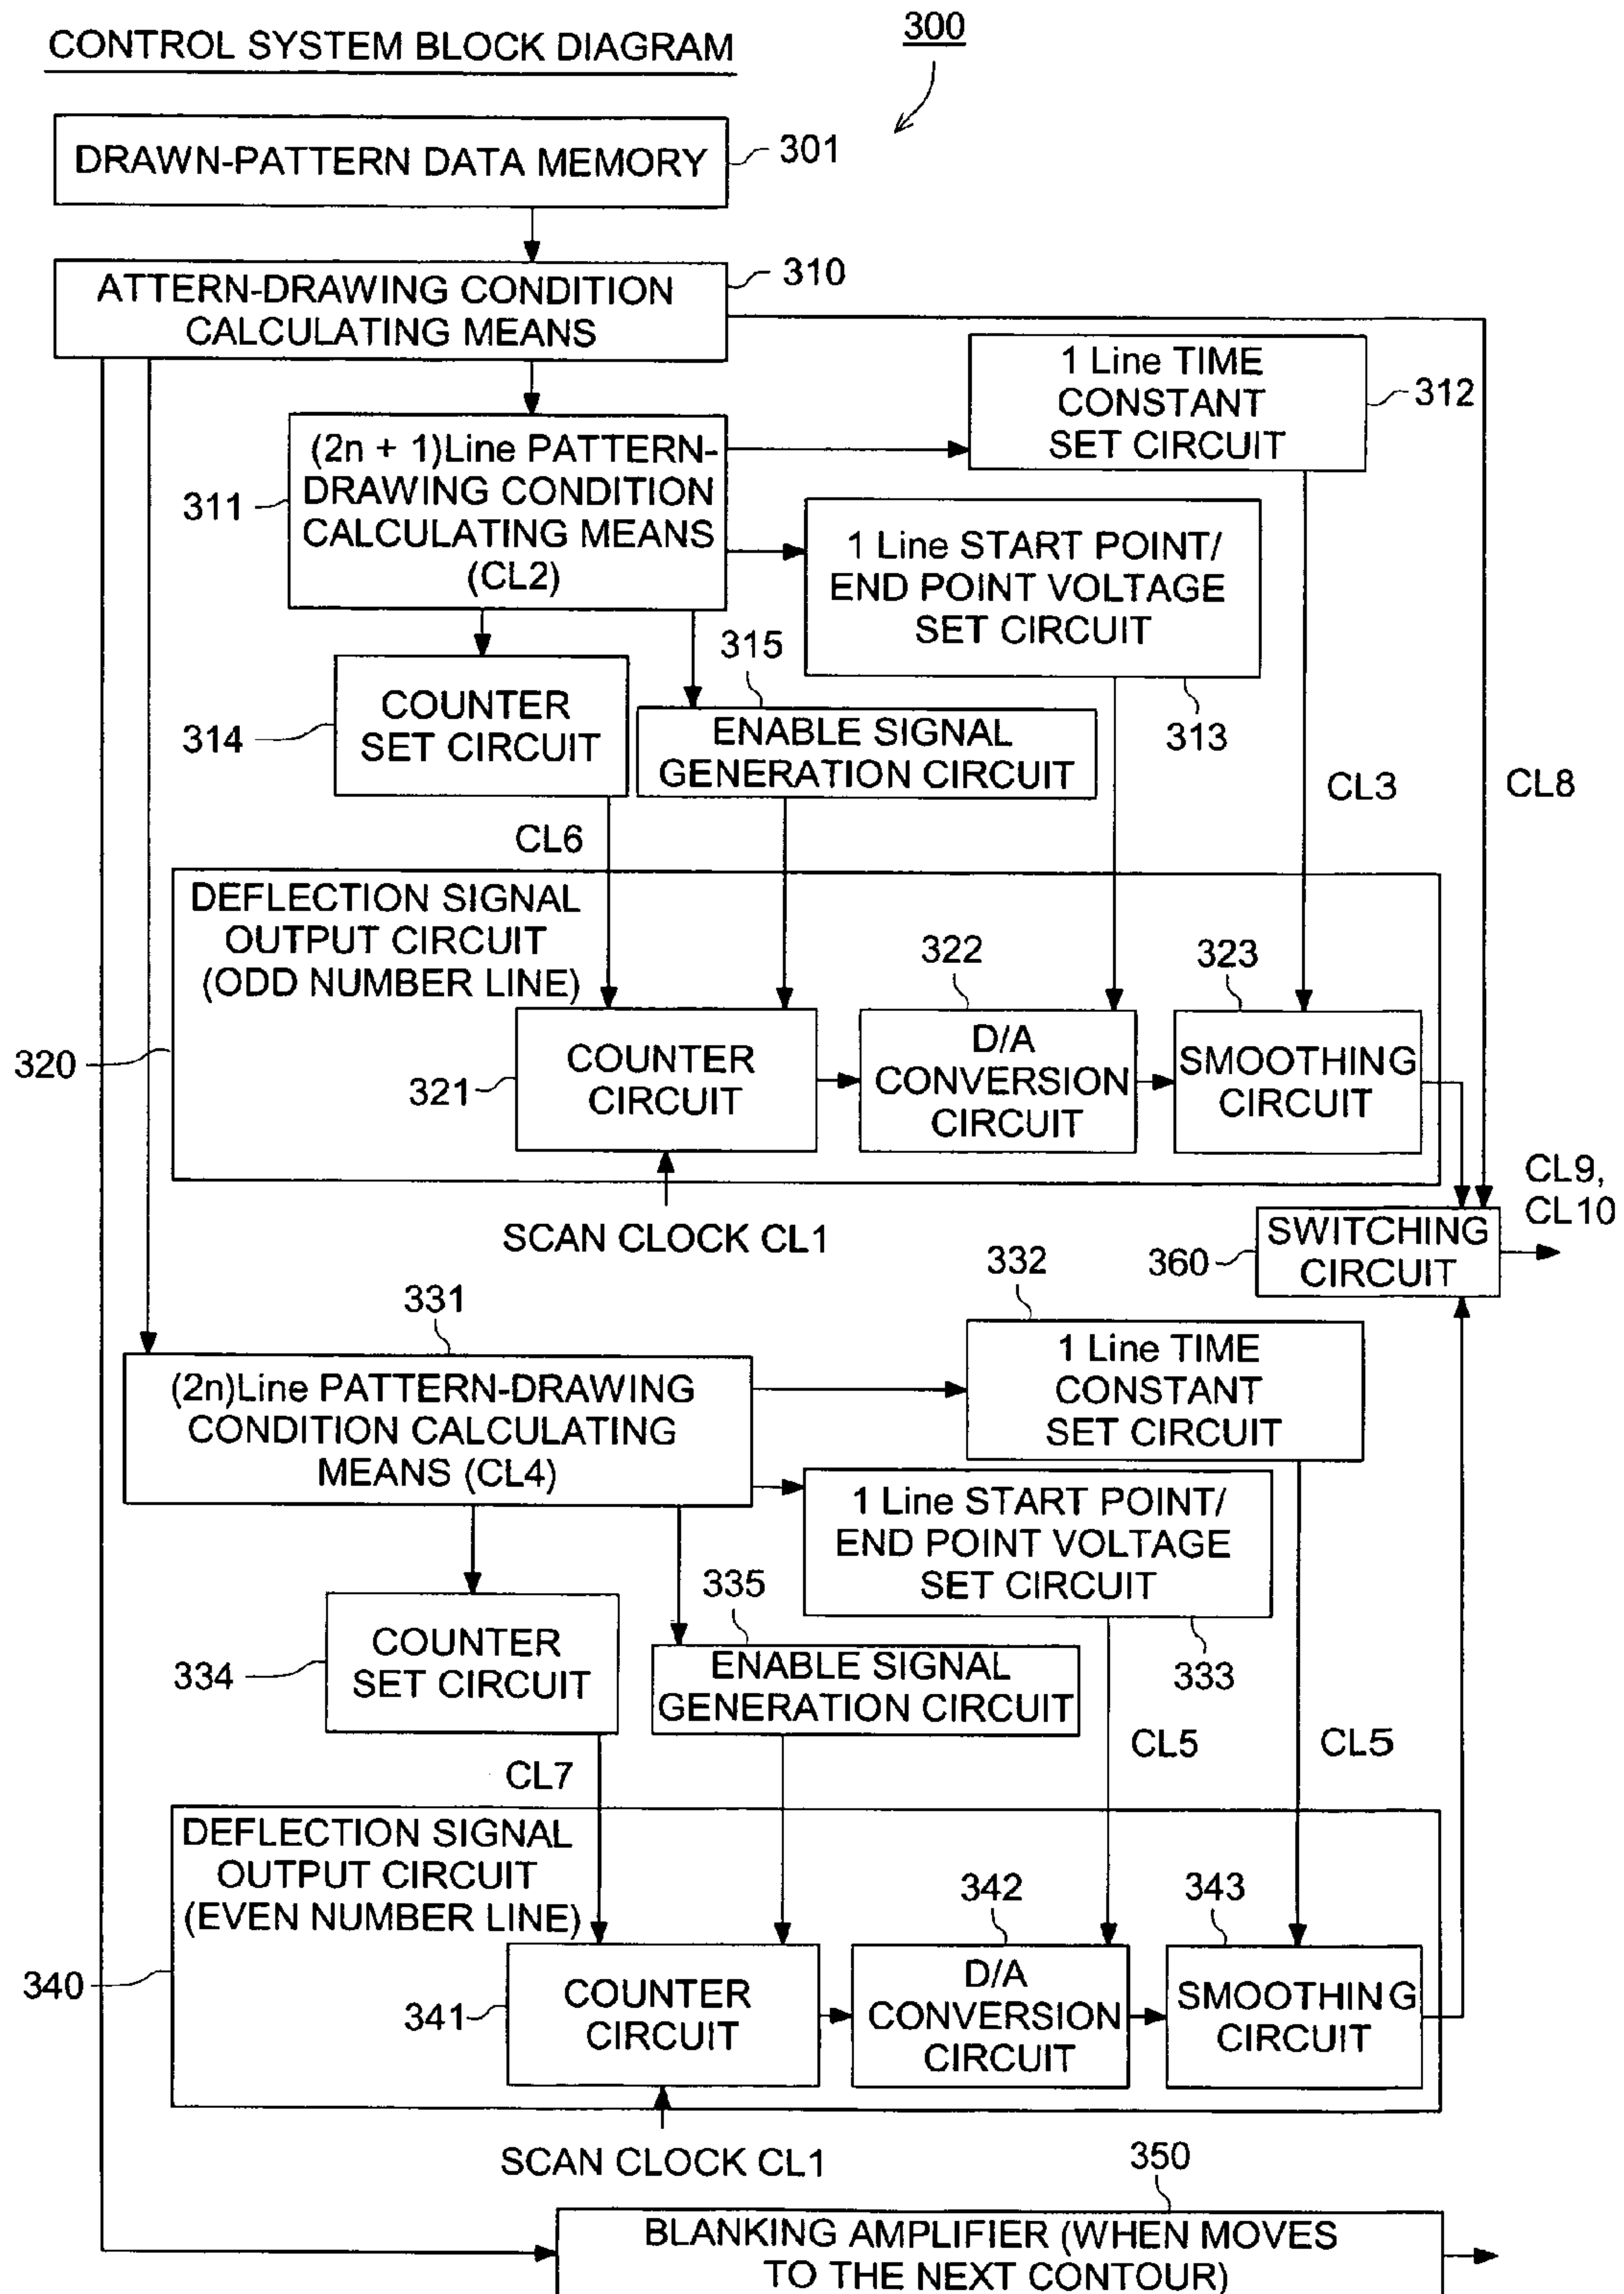 CONTROL SYSTEM BLOCK DIAGRAM
300
DRAWN-PATTERN DATA MEMORY
301
ATTERN-DRAWING CONDITION
CALCULATING MEANS
310
1 Line TIME
CONSTANT
SET CIRCUIT
312
(2n + 1)Line PATTERN-
DRAWING CONDITION
CALCULATING MEANS
(CL2)
311
1 Line START POINT/
END POINT VOLTAGE
SET CIRCUIT
313
315
COUNTER
SET CIRCUIT
314
ENABLE SIGNAL
GENERATION CIRCUIT
CL3
CL8
CL6
DEFLECTION SIGNAL
OUTPUT CIRCUIT
(ODD NUMBER LINE)
320
322
323
321
COUNTER
CIRCUIT
D/A
CONVERSION
CIRCUIT
SMOOTHING
CIRCUIT
SCAN CLOCK CL1
CL9,
CL10
360
SWITCHING
CIRCUIT
331
332
(2n)Line PATTERN-DRAWING
CONDITION CALCULATING
MEANS (CL4)
1 Line TIME
CONSTANT
SET CIRCUIT
1 Line START POINT/
END POINT VOLTAGE
SET CIRCUIT
333
335
334
COUNTER
SET CIRCUIT
ENABLE SIGNAL
GENERATION CIRCUIT
CL5
CL5
CL7
DEFLECTION SIGNAL
OUTPUT CIRCUIT
(EVEN NUMBER LINE)
340
342
343
341
COUNTER
CIRCUIT
D/A
CONVERSION
CIRCUIT
SMOOTHING
CIRCUIT
SCAN CLOCK CL1
350
BLANKING AMPLIFIER (WHEN MOVES
TO THE NEXT CONTOUR)